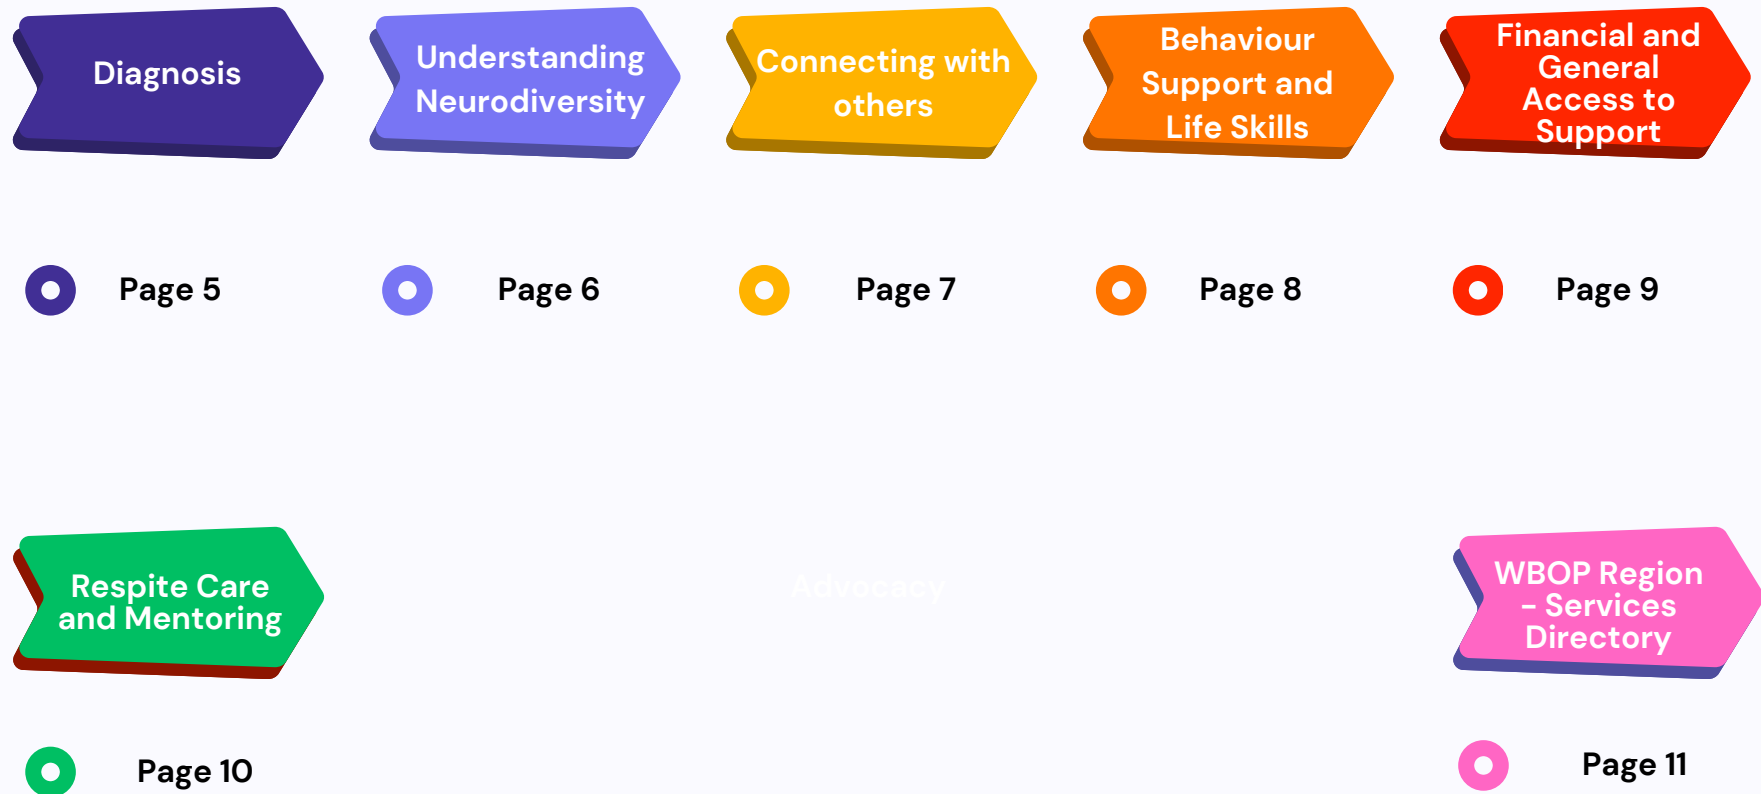 Diagnosis
Understanding
Neurodiversity
Connecting with
others
Behaviour
Support and
Life Skills
Financial and
General
Access to
Support
Page 5
Page 6
Page 7
Page 8
Page 9
Respite Care
and Mentoring
Advocacy
WBOP Region
- Services
Directory
Page 10
Page 11